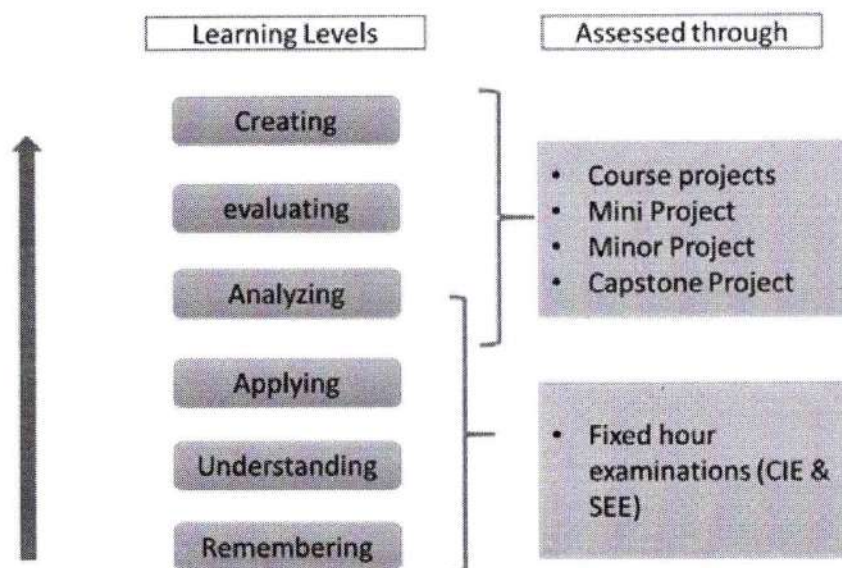 Learning Levels
Assessed through
Creating
evaluating
Analyzing
Applying
Understanding
Remembering
• Course projects
• Mini Project
• Minor Project
• Capstone Project
• Fixed hour
examinations (CIE &
SEE)